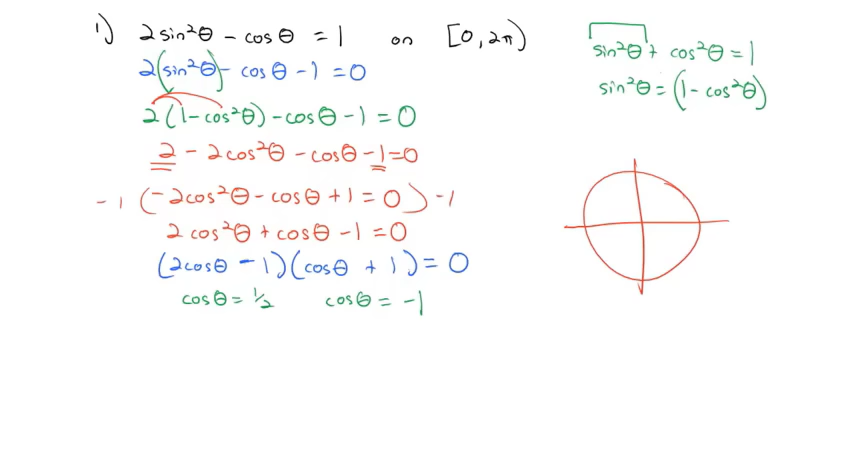 1) 2sin²θ - cosθ = 1 on [0, 2π)
sin²θ + cos²θ = 1
sin²θ = (1 - cos²θ)
2(sin²θ) - cosθ - 1 = 0
2(1 - cos²θ) - cosθ - 1 = 0
2 - 2cos²θ - cosθ - 1 = 0
-1(-2cos²θ - cosθ + 1 = 0) -1
2cos²θ + cosθ - 1 = 0
(2cosθ - 1)(cosθ + 1) = 0
cosθ = 1/2 cosθ = -1